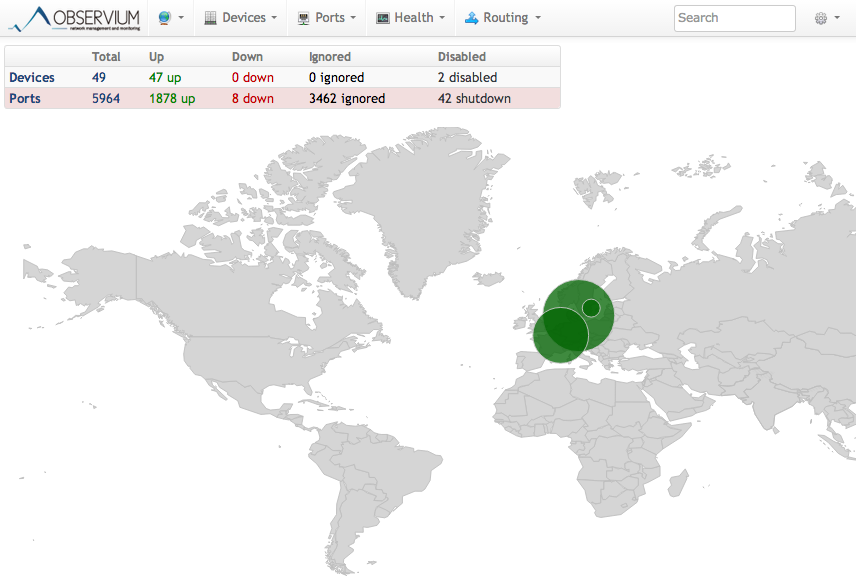 OBSERVIUM Devices Ports Health Routing Search
network management and monitoring
Total Up Down Ignored Disabled
Devices 49 47 up 0 down 0 ignored 2 disabled
Ports 5964 1878 up 8 down 3462 ignored 42 shutdown